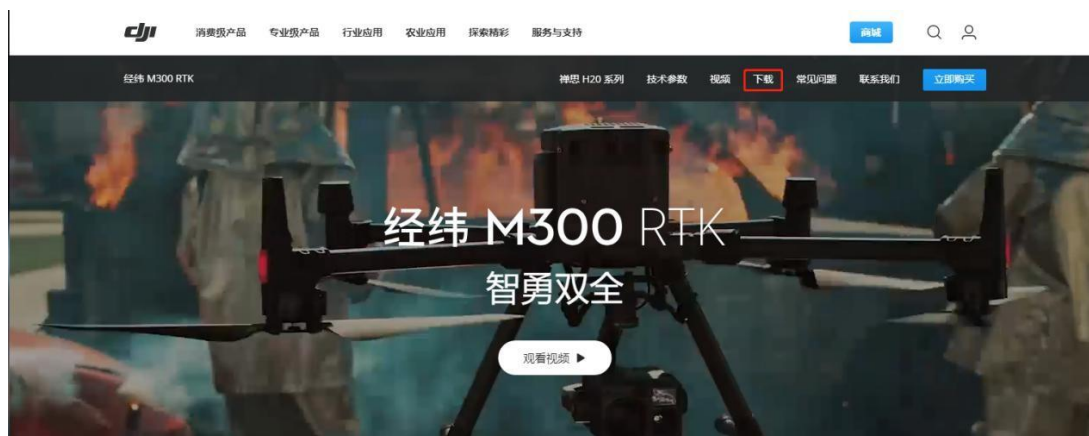 dji 消费级产品 专业级产品 行业应用 农业应用 探索精彩 服务与支持 商城
经纬 M300 RTK 禅思 H20 系列 技术参数 视频 下载 常见问题 联系我们 立即购买
经纬 M300 RTK
智勇双全
观看视频